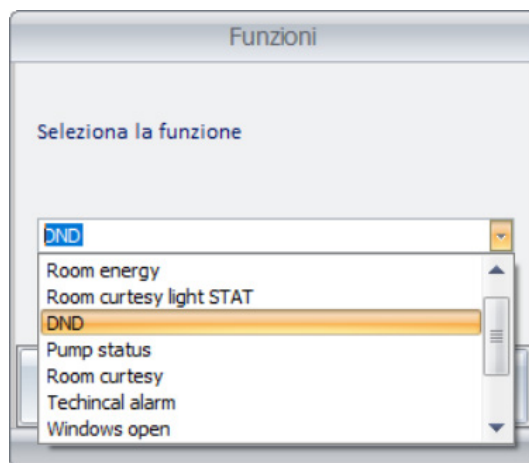 Funzioni
Seleziona la funzione
DND
Room energy
Room curtesy light STAT
DND
Pump status
Room curtesy
Techincal alarm
Windows open